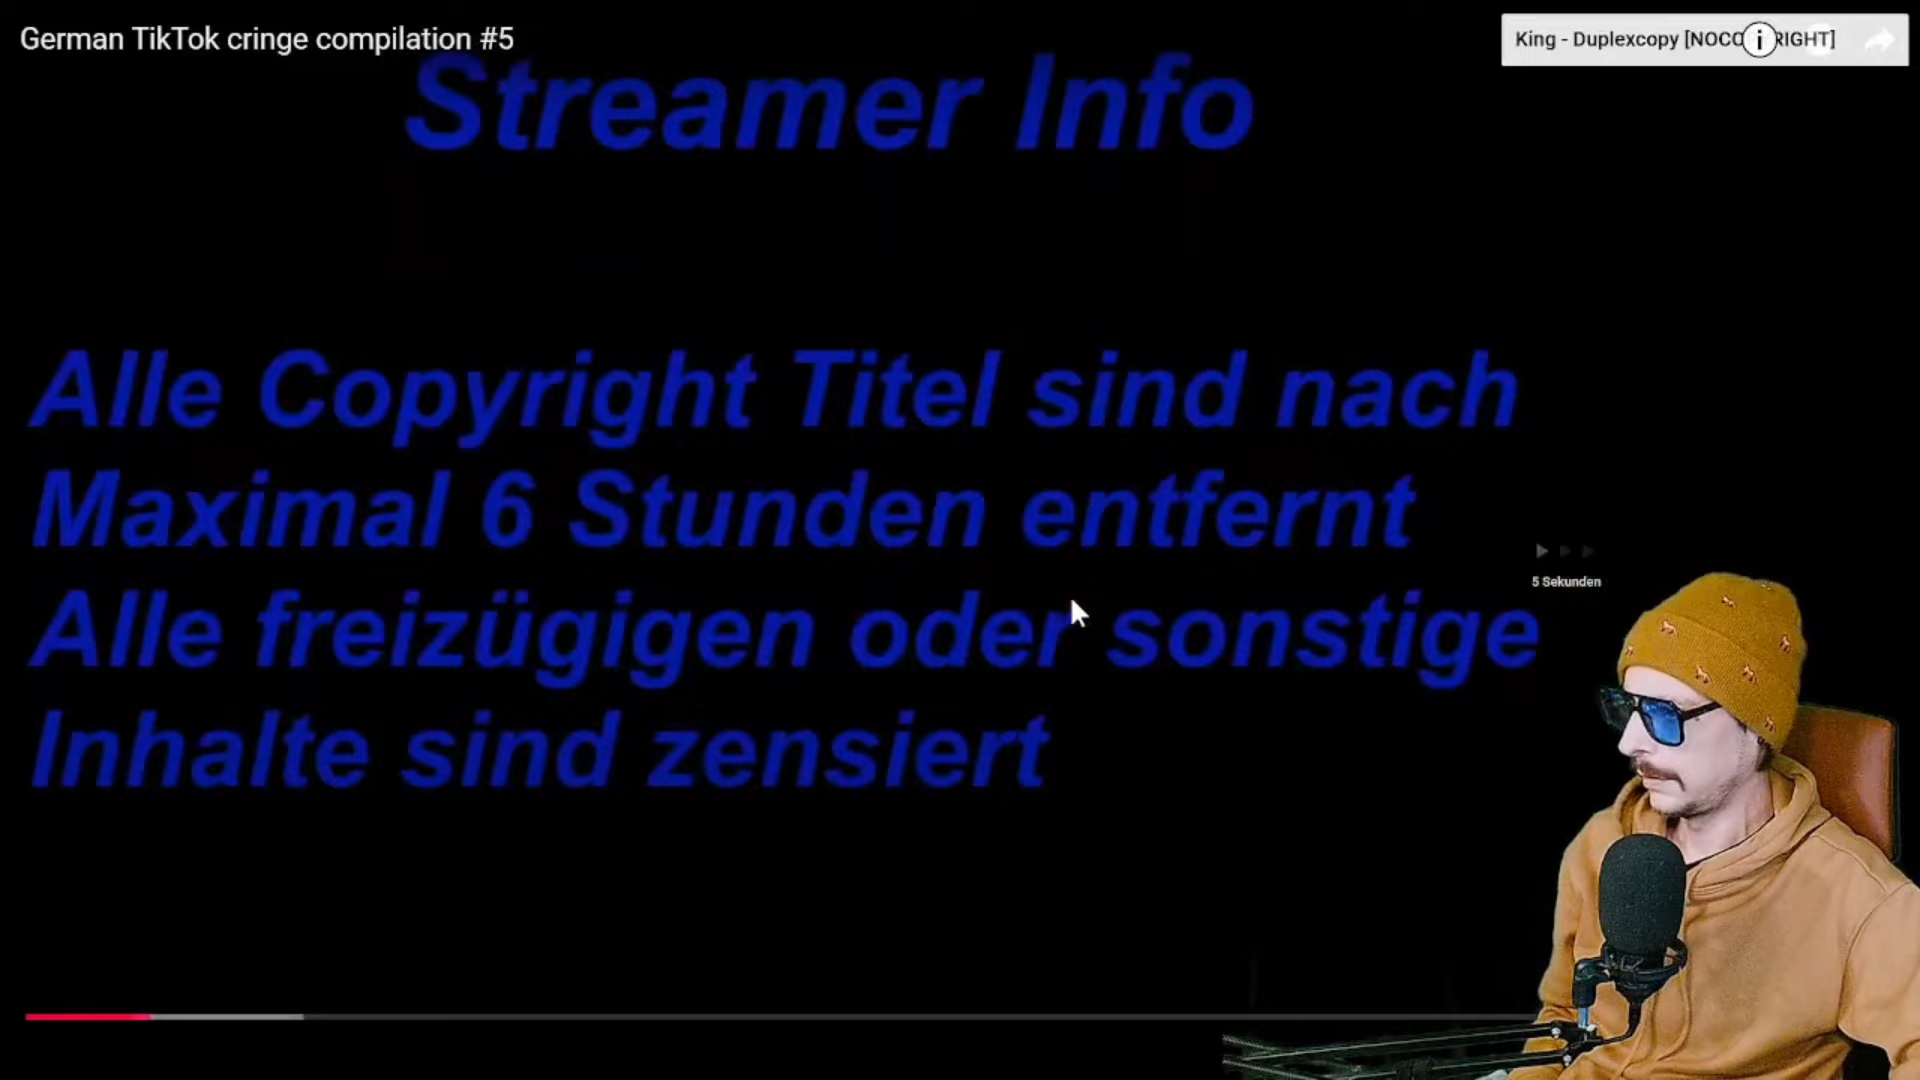 German TikTok cringe compilation #5
King - Duplexcopy [NOCO RIGHT]
Streamer Info
Alle Copyright Titel sind nach
Maximal 6 Stunden entfernt
Alle freizügigen oder sonstige
Inhalte sind zensiert
5 Sekunden